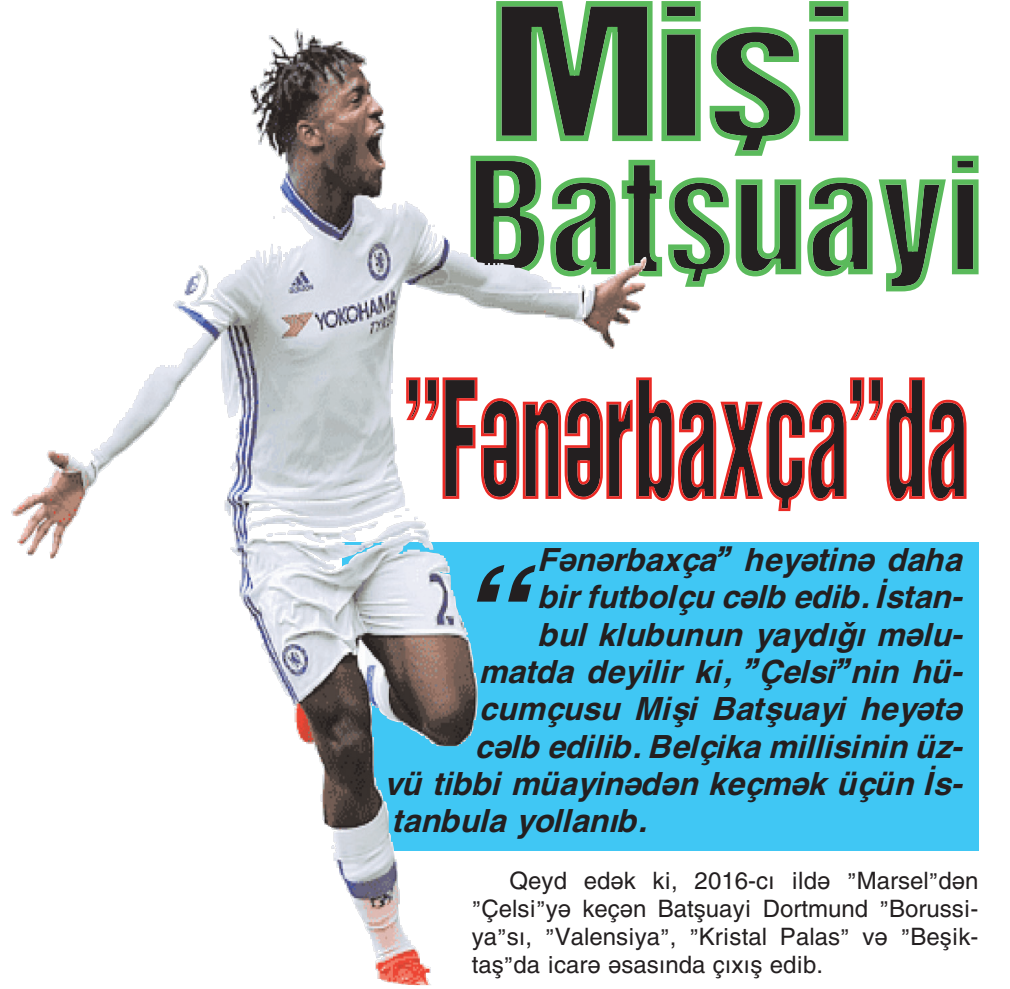 Mişi
Batşuayi
”Fənərbaxça”da
“Fənərbaxça” heyətinə daha
bir futbolçu cəlb edib. İstan-
bul klubunun yaydığı məlu-
matda deyilir ki, ”Çelsi”nin hü-
cumçusu Mişi Batşuayi heyətə
cəlb edilib. Belçika millisinin üz-
vü tibbi müayinədən keçmək üçün İs-
tanbula yollanıb.
Qeyd edək ki, 2016-cı ildə ”Marsel”dən
”Çelsi”yə keçən Batşuayi Dortmund ”Borussi-
ya”sı, ”Valensiya”, ”Kristal Palas” və ”Beşik-
taş”da icarə əsasında çıxış edib.
YOKOHAMA
TYRES
2